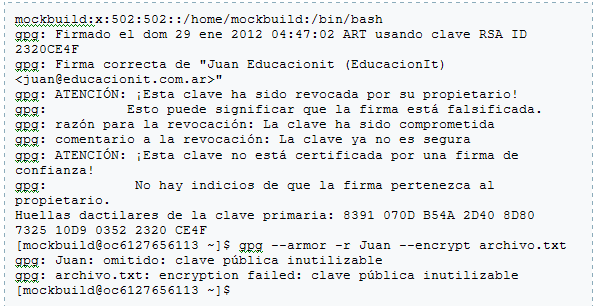 mockbuild:x:502:502::/home/mockbuild:/bin/bash
gpg: Firmado el dom 29 ene 2012 04:47:02 ART usando clave RSA ID
2320CE4F
gpg: Firma correcta de "Juan Educacionit (EducacionIt)
<juan@educacionit.com.ar>"
gpg: ATENCIÓN: ¡Esta clave ha sido revocada por su propietario!
gpg:          Esto puede significar que la firma está falsificada.
gpg: razón para la revocación: La clave ha sido comprometida
gpg: comentario a la revocación: La clave ya no es segura
gpg: ATENCIÓN: ¡Esta clave no está certificada por una firma de
confianza!
gpg:          No hay indicios de que la firma pertenezca al
propietario.
Huellas dactilares de la clave primaria: 8391 070D B54A 2D40 8D80
7325 10D9 0352 2320 CE4F
[mockbuild@oc6127656113 ~]$ gpg --armor -r Juan --encrypt archivo.txt
gpg: Juan: omitido: clave pública inutilizable
gpg: archivo.txt: encryption failed: clave pública inutilizable
[mockbuild@oc6127656113 ~]$